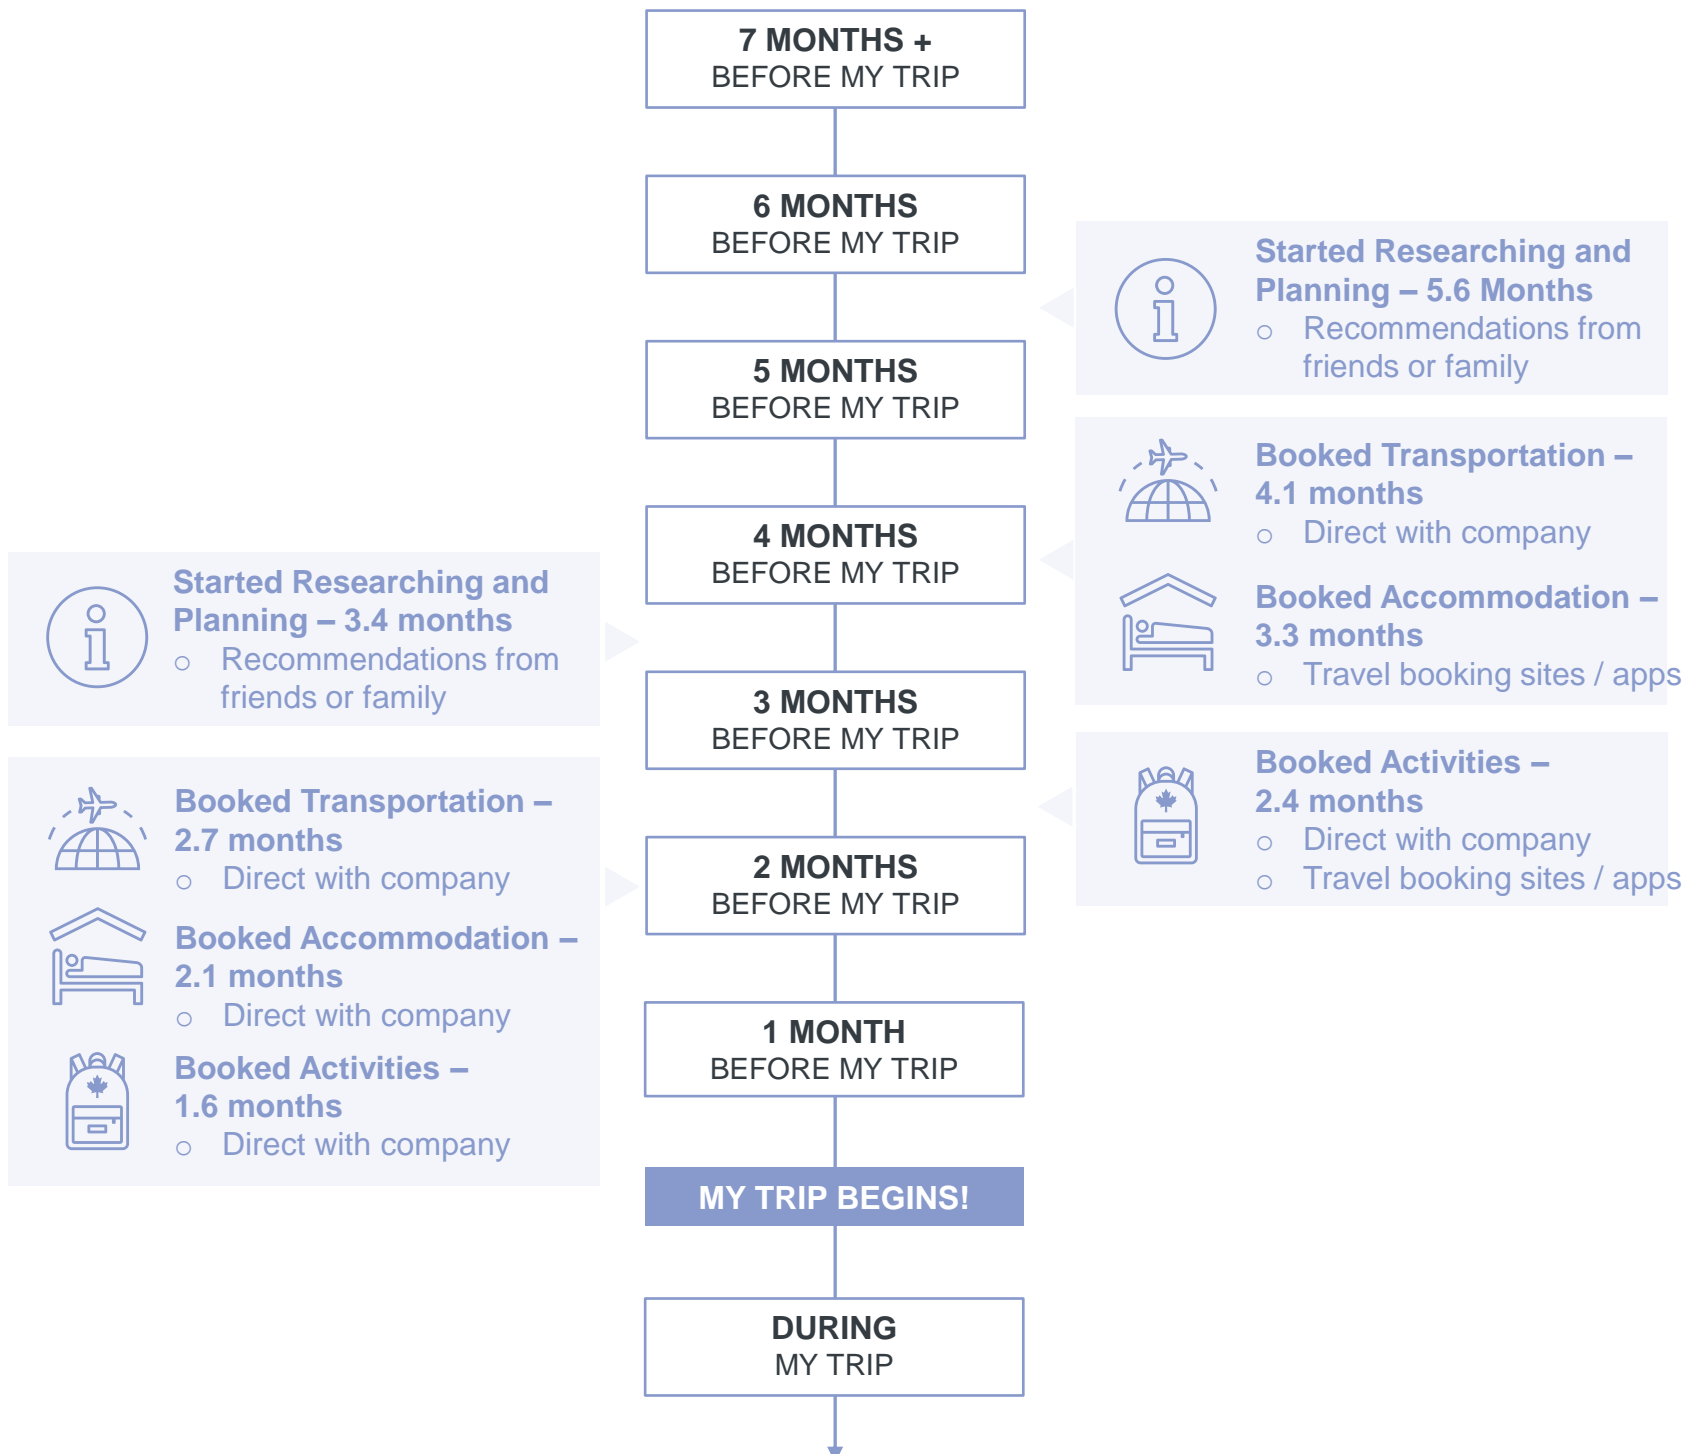 7 MONTHS +
BEFORE MY TRIP
6 MONTHS
BEFORE MY TRIP
Started Researching and
Planning – 5.6 Months
○ Recommendations from
friends or family
5 MONTHS
BEFORE MY TRIP
Booked Transportation –
4.1 months
○ Direct with company
Booked Accommodation –
3.3 months
○ Travel booking sites / apps
4 MONTHS
BEFORE MY TRIP
Started Researching and
Planning – 3.4 months
○ Recommendations from
friends or family
3 MONTHS
BEFORE MY TRIP
Booked Activities –
2.4 months
○ Direct with company
○ Travel booking sites / apps
Booked Transportation –
2.7 months
○ Direct with company
Booked Accommodation –
2.1 months
○ Direct with company
Booked Activities –
1.6 months
○ Direct with company
2 MONTHS
BEFORE MY TRIP
1 MONTH
BEFORE MY TRIP
MY TRIP BEGINS!
DURING
MY TRIP